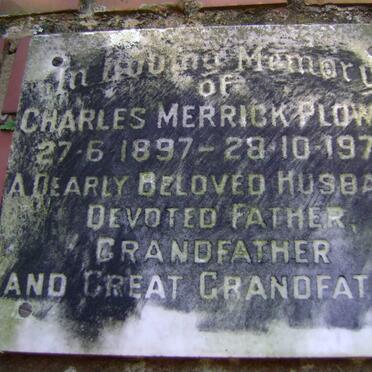 In Loving Memory
of
CHARLES MERRICK PLOW
27-6 1897 - 28-10-197
A DEARLY BELOVED HUSBA
DEVOTED FATHER,
GRANDFATHER
AND GREAT GRANDFAT